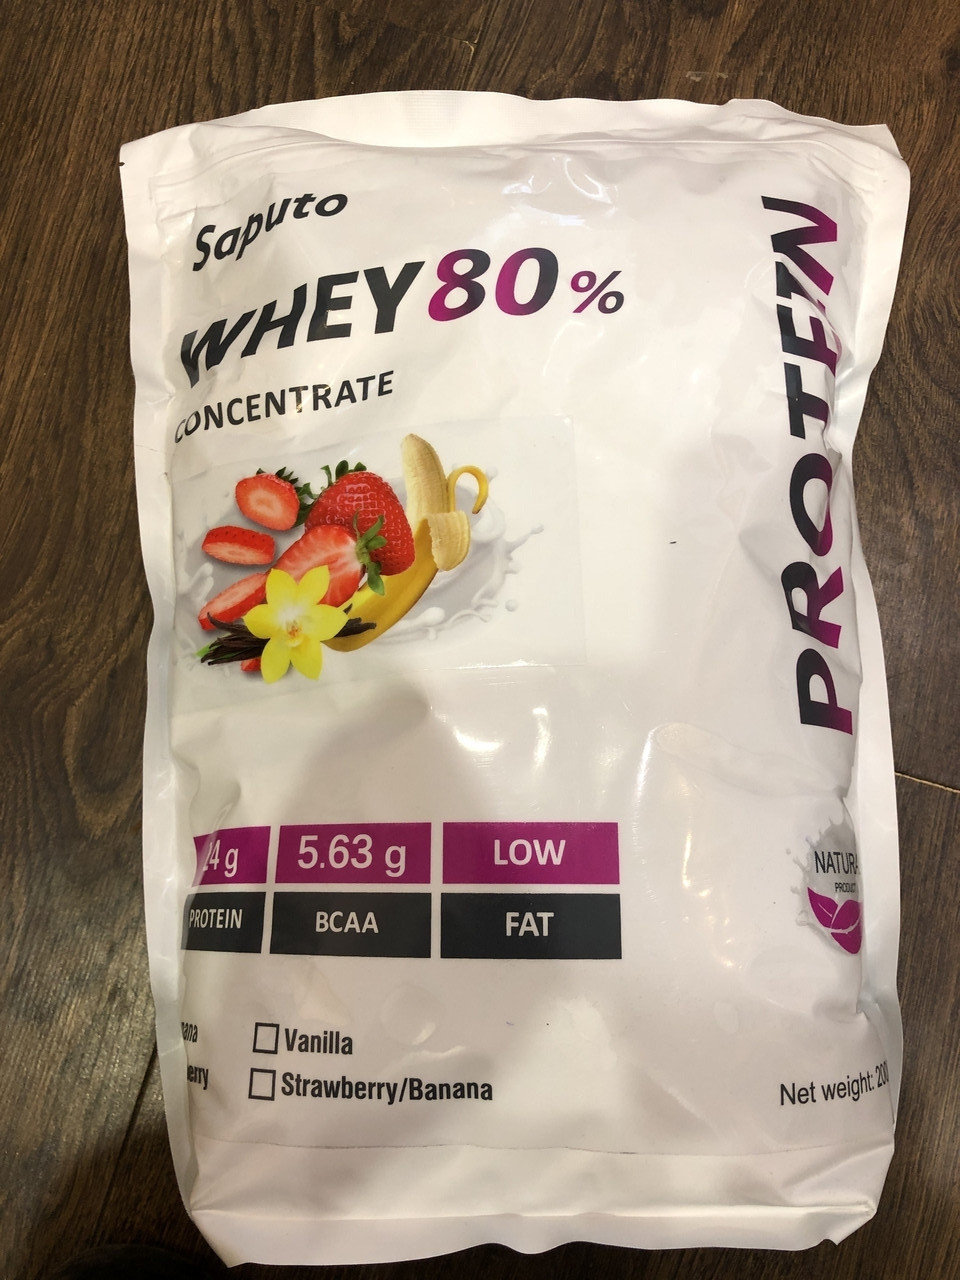 Saputo
WHEY 80%
CONCENTRATE
PROTEIN
5.63 g
LOW
PROTEIN
BCAA
FAT
Vanilla
Strawberry/Banana
Net weight: